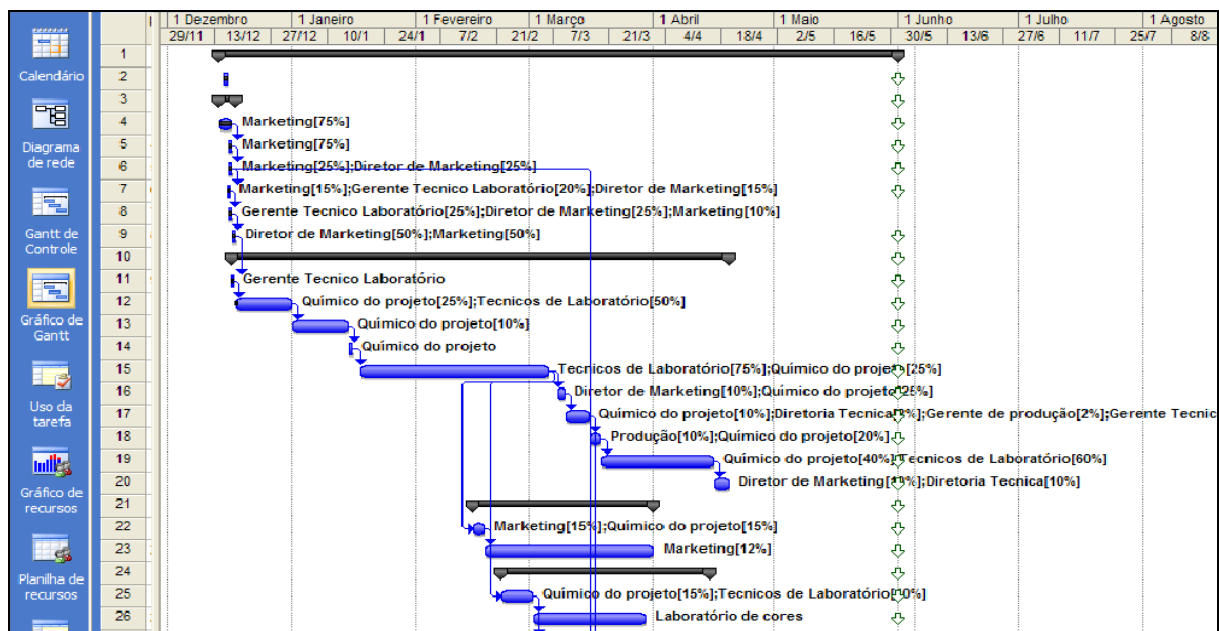 1 Dezembro 1 Janeiro 1 Fevereiro 1 Março 1 Abril 1 Maio 1 Junho 1 Julho 1 Agosto
29/11 13/12 27/12 10/1 24/1 7/2 21/2 7/3 21/3 4/4 18/4 2/5 16/5 30/5 13/6 27/6 11/7 25/7 8/8
Calendário
Diagrama
de rede
Gantt de
Controle
Gráfico de
Gantt
Uso da
tarefa
Gráfico de
recursos
Planilha de
recursos
1
2
3
4 Marketing[75%]
5 Marketing[75%]
6 Marketing[25%];Diretor de Marketing[25%]
7 Marketing[15%];Gerente Tecnico Laboratório[20%];Diretor de Marketing[15%]
8 Gerente Tecnico Laboratório[25%];Diretor de Marketing[25%];Marketing[10%]
9 Diretor de Marketing[50%];Marketing[50%]
10
11 Gerente Tecnico Laboratório
12 Químico do projeto[25%];Tecnicos de Laboratório[50%]
13 Químico do projeto[10%]
14 Químico do projeto
15 Tecnicos de Laboratório[75%];Químico do projeto[25%]
16 Diretor de Marketing[10%];Químico do projeto[25%]
17 Químico do projeto[10%];Diretoria Tecnica ;Gerente de produção[2%];Gerente Tecnic
18 Produção[10%];Químico do projeto[20%]
19 Químico do projeto[40%];Tecnicos de Laboratório[60%]
20 Diretor de Marketing ;Diretoria Tecnica[10%]
21
22 Marketing[15%];Químico do projeto[15%]
23 Marketing[12%]
24
25 Químico do projeto[15%];Tecnicos de Laboratório
26 Laboratório de cores